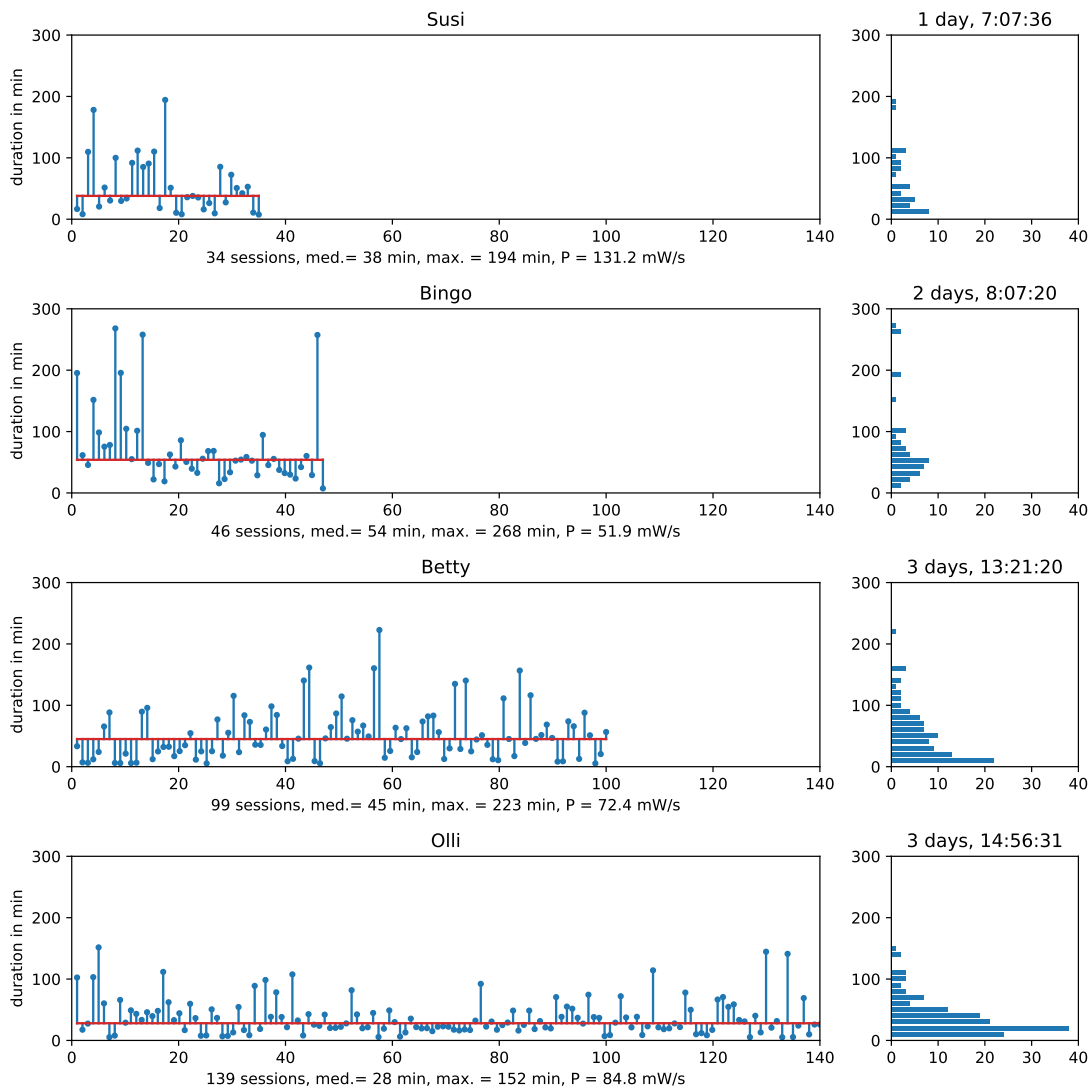 Susi
1 day, 7:07:36
duration in min
300
200
100
0
0 20 40 60 80 100 120 140
34 sessions, med.= 38 min, max. = 194 min, P = 131.2 mW/s
300
200
100
0
0 10 20 30 40
Bingo
2 days, 8:07:20
duration in min
300
200
100
0
0 20 40 60 80 100 120 140
46 sessions, med.= 54 min, max. = 268 min, P = 51.9 mW/s
300
200
100
0
0 10 20 30 40
Betty
3 days, 13:21:20
duration in min
300
200
100
0
0 20 40 60 80 100 120 140
99 sessions, med.= 45 min, max. = 223 min, P = 72.4 mW/s
300
200
100
0
0 10 20 30 40
Olli
3 days, 14:56:31
duration in min
300
200
100
0
0 20 40 60 80 100 120 140
139 sessions, med.= 28 min, max. = 152 min, P = 84.8 mW/s
300
200
100
0
0 10 20 30 40